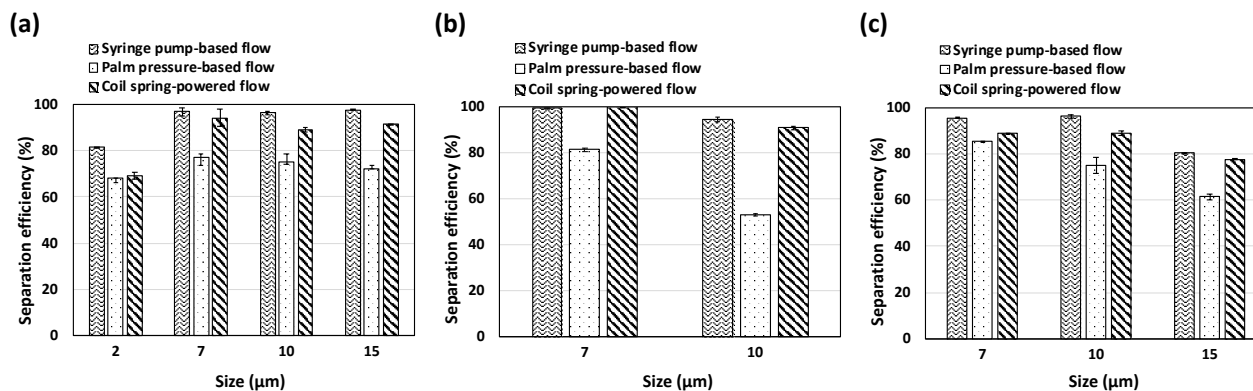 (a)
Syringe pump-based flow
Palm pressure-based flow
Coil spring-powered flow
Separation efficiency (%)
100
80
60
40
20
0
2 7 10 15
Size (µm)
(b)
Syringe pump-based flow
Palm pressure-based flow
Coil spring-powered flow
Separation efficiency (%)
100
80
60
40
20
0
7 10
Size (µm)
(c)
Syringe pump-based flow
Palm pressure-based flow
Coil spring-powered flow
Separation efficiency (%)
100
80
60
40
20
0
7 10 15
Size (µm)